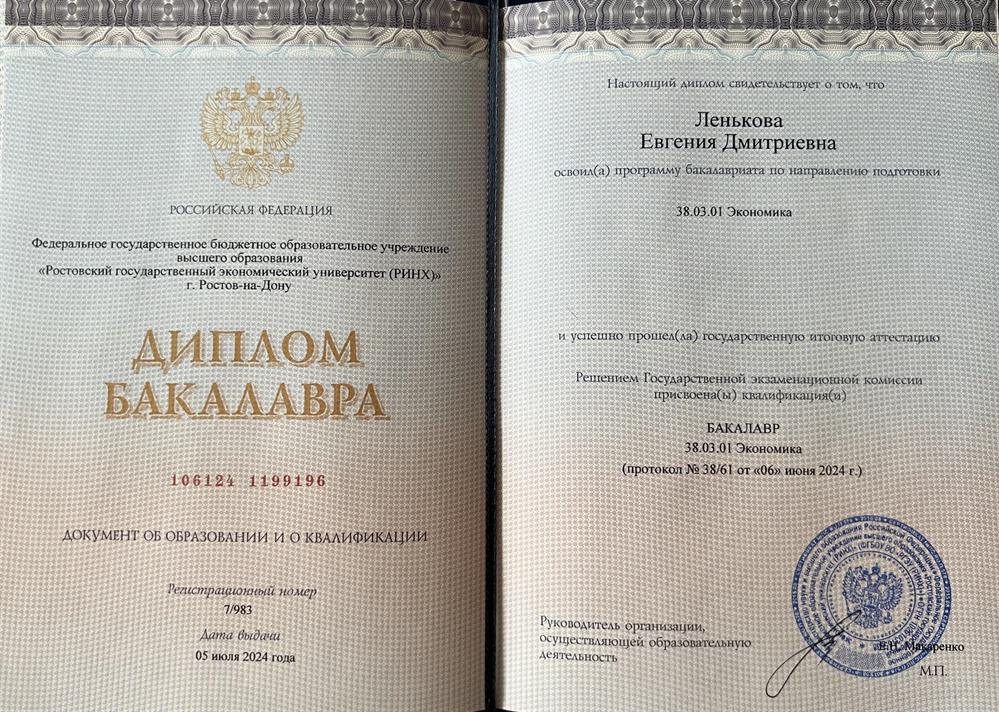 РОССИЙСКАЯ ФЕДЕРАЦИЯ
Федеральное государственное бюджетное образовательное учреждение
высшего образования
«Ростовский государственный экономический университет (РИНХ)»
г. Ростов-на-Дону
ДИПЛОМ
БАКАЛАВРА
106124 1199196
ДОКУМЕНТ ОБ ОБРАЗОВАНИИ И О КВАЛИФИКАЦИИ
Регистрационный номер
7/983
Дата выдачи
05 июля 2024 года
Настоящий диплом свидетельствует о том, что
Ленькова
Евгения Дмитриевна
освоил(а) программу бакалавриата по направлению подготовки
38.03.01 Экономика
и успешно прошел(ла) государственную итоговую аттестацию
Решением Государственной экзаменационной комиссии
присвоена(ы) квалификация(и)
БАКАЛАВР
38.03.01 Экономика
(протокол № 38/61 от «06» июня 2024 г.)
Руководитель организации,
осуществляющей образовательную
деятельность
Е.Н. Макаренко
М.П.